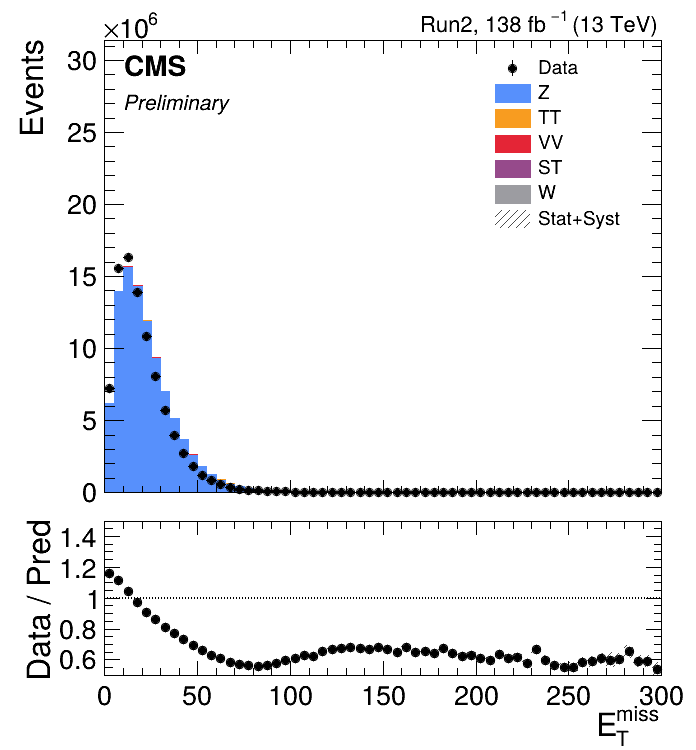 ×10⁶
Run2, 138 fb⁻¹ (13 TeV)
Events
30
25
20
15
10
5
0
CMS
Preliminary
Data
Z
TT
VV
ST
W
Stat+Syst
Data / Pred
1.4
1.2
1
0.8
0.6
0 50 100 150 200 250 300
E_T^miss